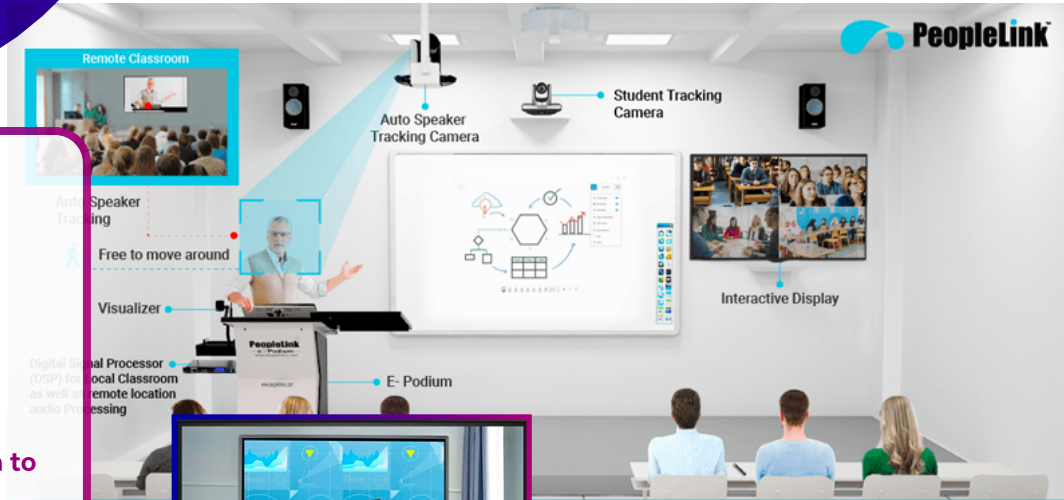 PeopleLink
Remote Classroom
Auto Speaker
Tracking Camera
Student Tracking
Camera
Auto Speaker
Tracking
Free to move around
Interactive Display
Visualizer
PeopleLink
e - Podium
Digital Signal Processor
(DSP) for Local Classroom
as well as remote location
audio Processing
E- Podium
to